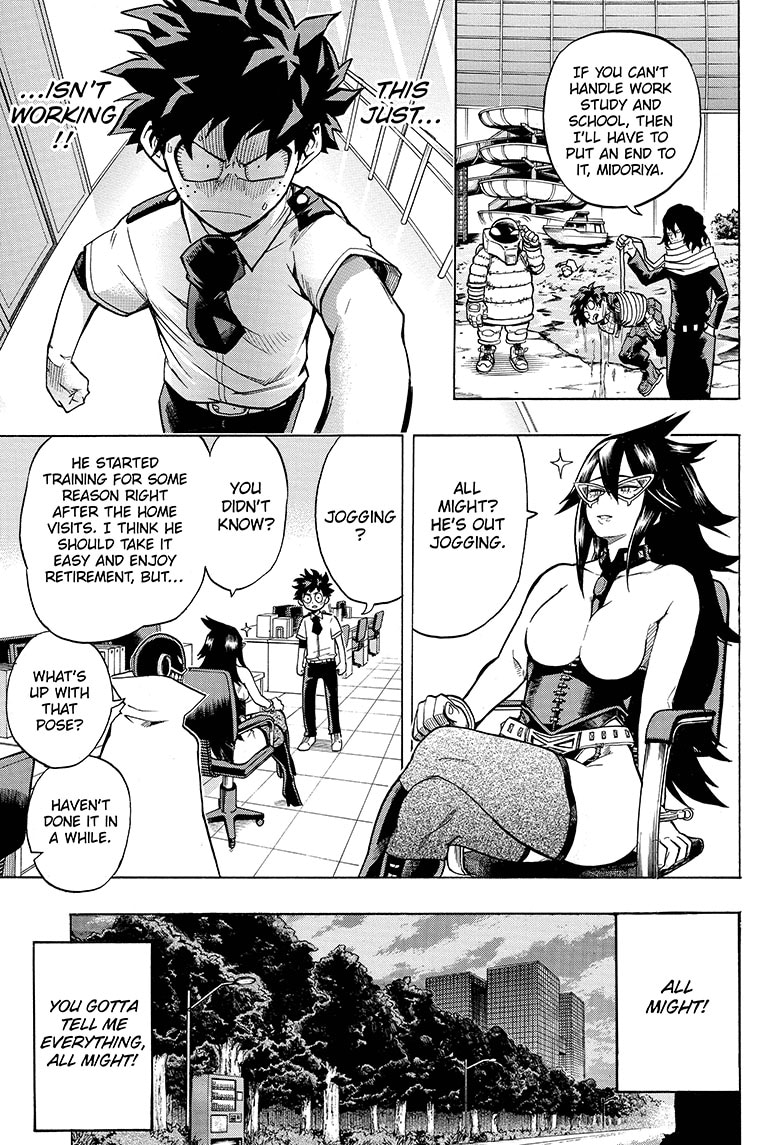 IF YOU CAN'T
HANDLE WORK
STUDY AND
SCHOOL, THEN
I'LL HAVE TO
PUT AN END TO
IT, MIDORIYA.
THIS
JUST...
...ISN'T
WORKING
!!
ALL
MIGHT?
HE'S OUT
JOGGING.
JOGGING
?
YOU
DIDN'T
KNOW?
HE STARTED
TRAINING FOR SOME
REASON RIGHT
AFTER THE HOME
VISITS. I THINK HE
SHOULD TAKE IT
EASY AND ENJOY
RETIREMENT, BUT...
WHAT'S
UP WITH
THAT
POSE?
HAVEN'T
DONE IT IN
A WHILE.
ALL
MIGHT!
YOU GOTTA
TELL ME
EVERYTHING,
ALL MIGHT!